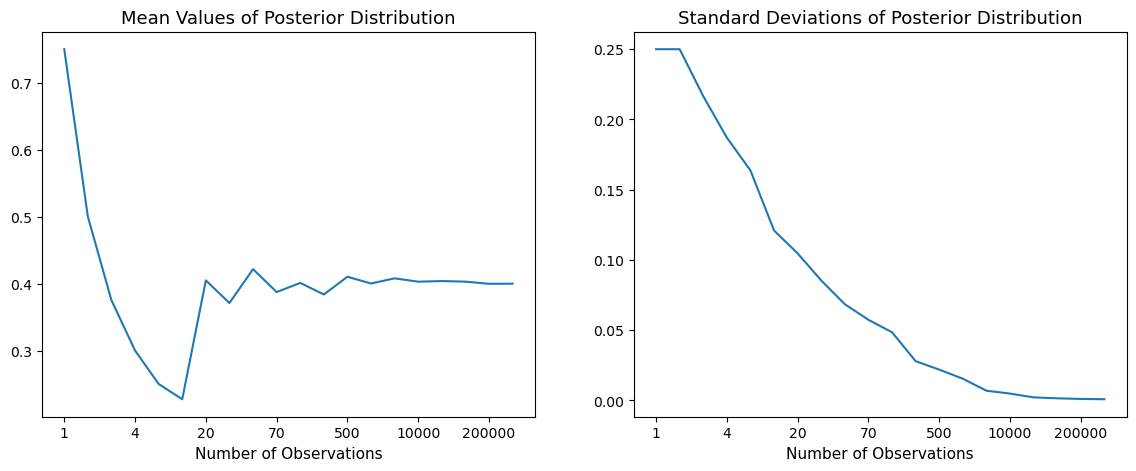 Mean Values of Posterior Distribution
0.7
0.6
0.5
0.4
0.3
1 4 20 70 500 10000 200000
Number of Observations
Standard Deviations of Posterior Distribution
0.25
0.20
0.15
0.10
0.05
0.00
1 4 20 70 500 10000 200000
Number of Observations